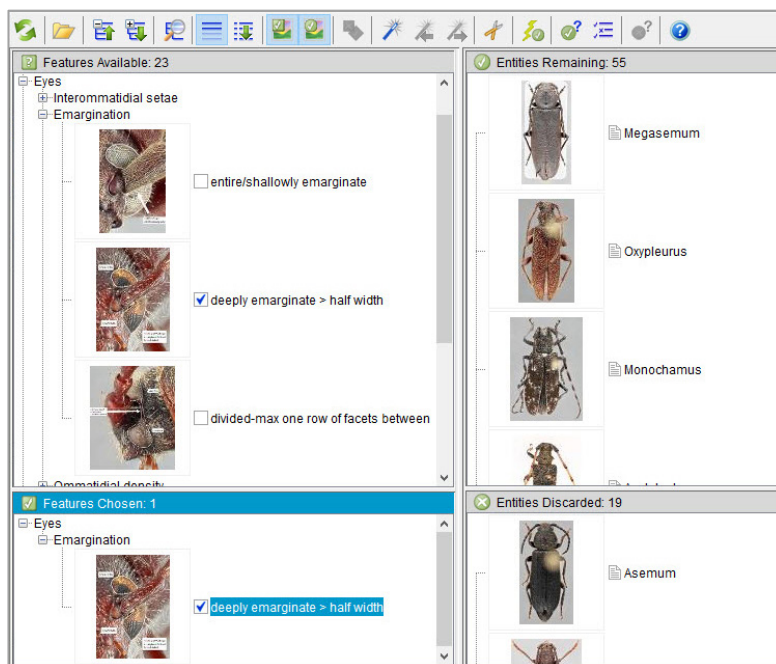 Features Available: 23
Eyes
Interommatidial setae
Emargination
entire/shallowly emarginate
deeply emarginate > half width
divided-max one row of facets between
Ommatidial density
Features Chosen: 1
Eyes
Emargination
deeply emarginate > half width
Entities Remaining: 55
Megasemum
Oxypleurus
Monochamus
Entities Discarded: 19
Asemum